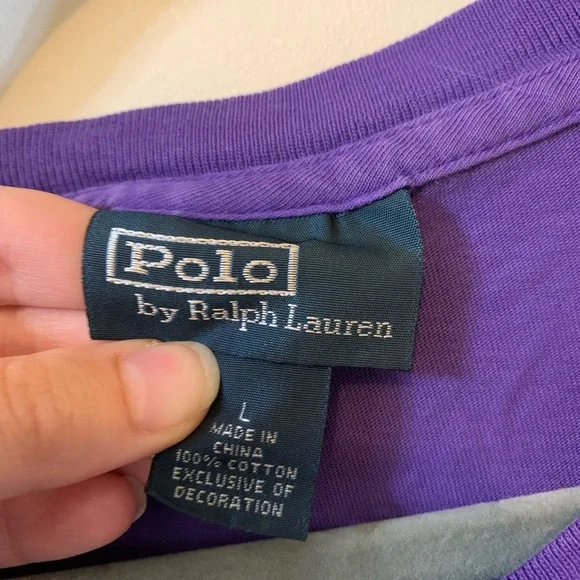 Polo
by Ralph Lauren
L
MADE IN
CHINA
100% COTTON
EXCLUSIVE OF
DECORATION